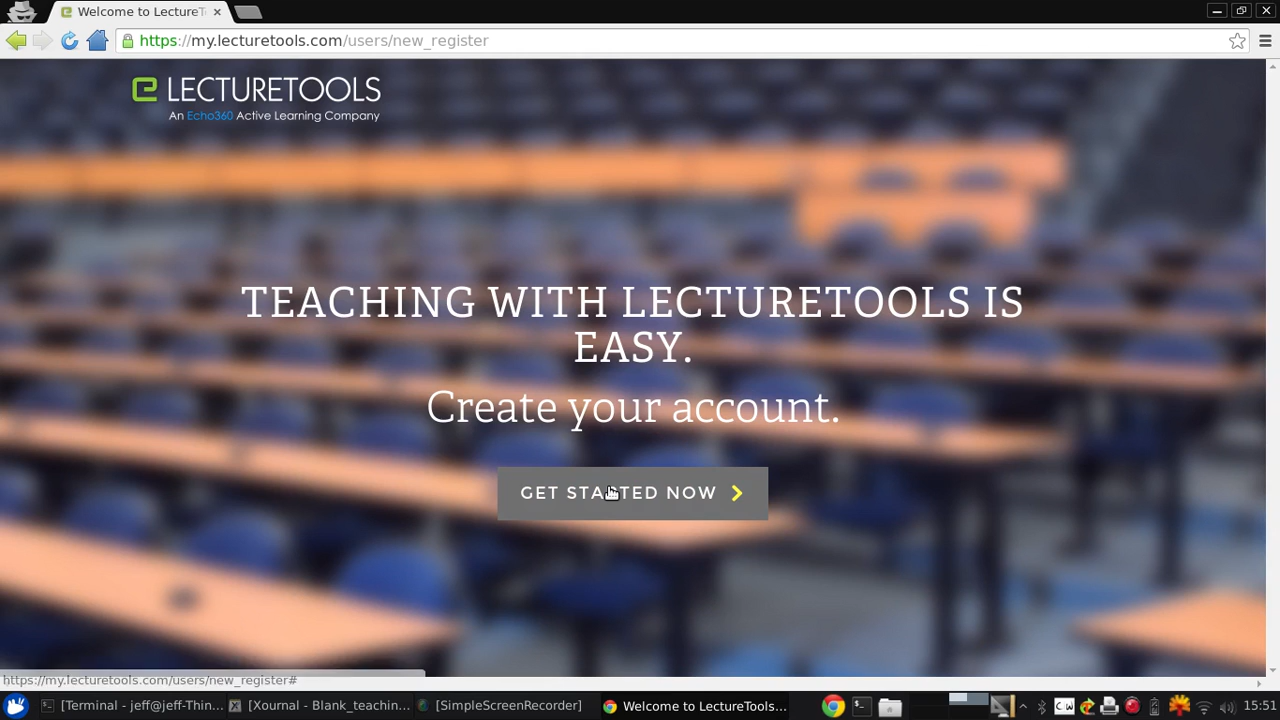 Welcome to LectureT
https://my.lecturetools.com/users/new_register
LECTURETOOLS
An Echo360 Active Learning Company
TEACHING WITH LECTURETOOLS IS
EASY.
Create your account.
GET STARTED NOW
https://my.lecturetools.com/users/new_register#
[Terminal - jeff@jeff-Thin... [Xournal - Blank_teachin... [SimpleScreenRecorder] Welcome to LectureTools... CW 15:51